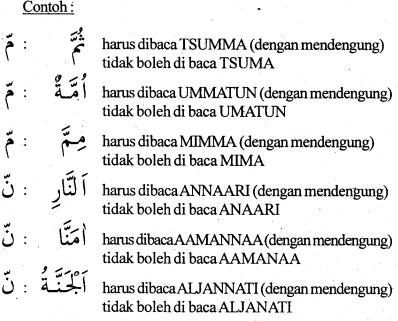 Contoh :
مّ : ثُمَّ harus dibaca TSUMMA (dengan mendengung)
tidak boleh di baca TSUMA
مّ : اُمَّةٌ harus dibaca UMMATUN (dengan mendengung)
tidak boleh di baca UMATUN
مّ : مِمَّ harus dibaca MIMMA (dengan mendengung)
tidak boleh di baca MIMA
نّ : اَلنَّارِ harus dibaca ANNAARI (dengan mendengung)
tidak boleh di baca ANAARI
نّ : اٰمَنَّا harus dibaca AAMANNAA (dengan mendengung)
tidak boleh di baca AAMANAA
نّ : اَلْجَنَّةُ harus dibaca ALJANNATI (dengan mendengung)
tidak boleh di baca ALJANATI